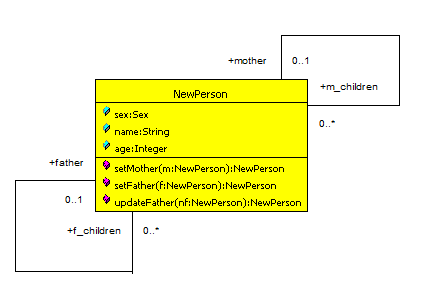 +mother
0..1
+m_children
0..*
NewPerson
sex:Sex
name:String
age:Integer
setMother(m:NewPerson):NewPerson
setFather(f:NewPerson):NewPerson
updateFather(nf:NewPerson):NewPerson
+father
0..1
+f_children
0..*